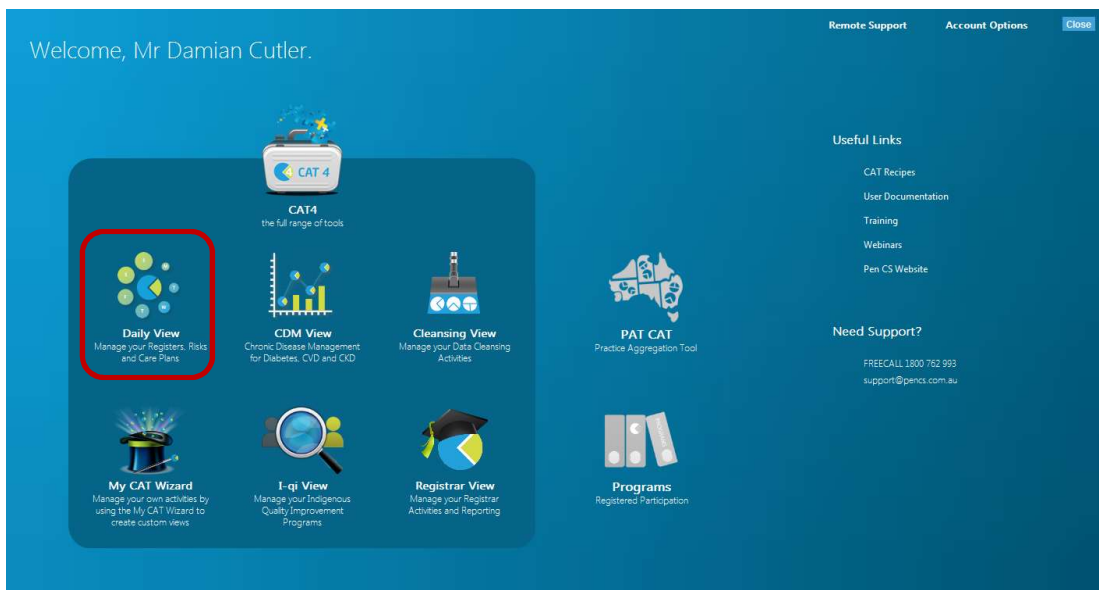 Remote Support
Account Options
Close
Welcome, Mr Damian Cutler.
4
CAT 4
CAT4
the full range of tools
Daily View
Manage your Registers, Risks
and Care Plans
CDM View
Chronic Disease Management
for Diabetes, CVD and CKD
Cleansing View
Manage your Data Cleansing
Activities
My CAT Wizard
Manage your own activities by
using the My CAT Wizard to
create custom views
I-qi View
Manage your Indigenous
Quality Improvement
Programs
Registrar View
Manage your Registrar
Activities and Reporting
PAT CAT
Practice Aggregation Tool
Programs
Registered Participation
Useful Links
CAT Recipes
User Documentation
Training
Webinars
Pen CS Website
Need Support?
FREECALL 1800 762 993
support@pencs.com.au